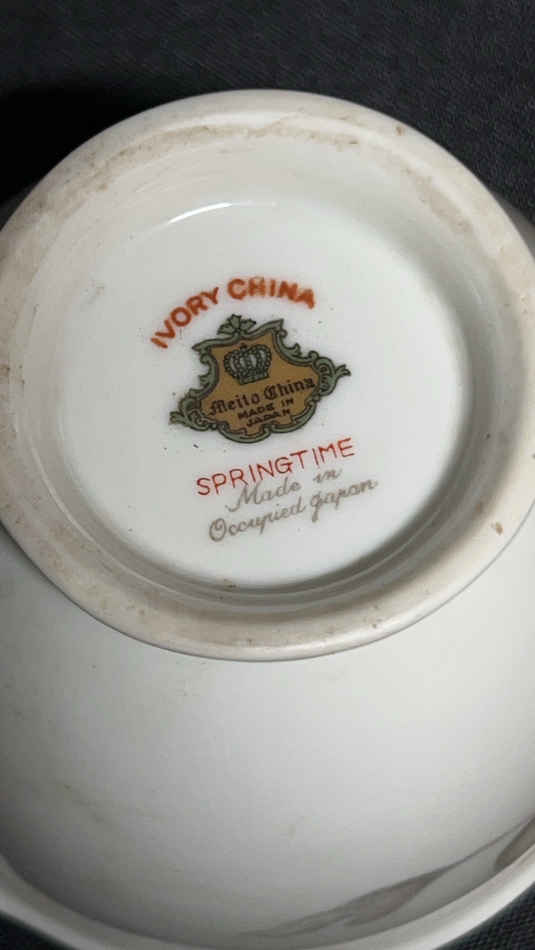 IVORY CHINA
Meito China
MADE IN
JAPAN
SPRINGTIME
Made in
Occupied Japan